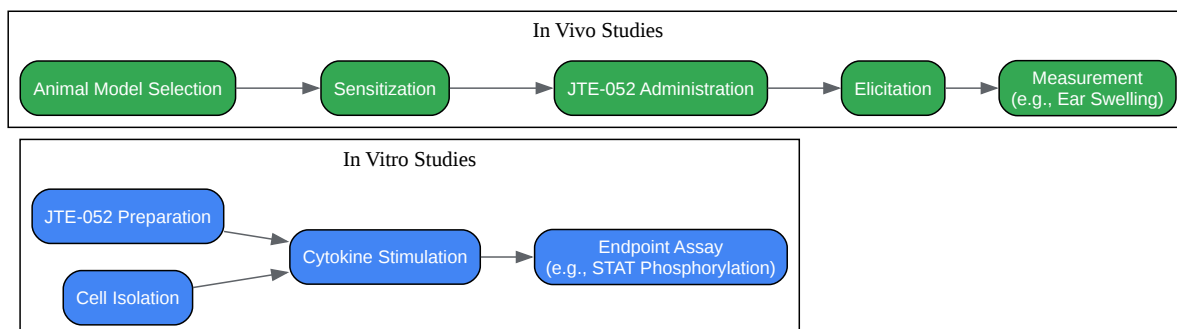 In Vivo Studies
Animal Model Selection
Sensitization
JTE-052 Administration
Elicitation
Measurement
(e.g., Ear Swelling)
In Vitro Studies
JTE-052 Preparation
Cell Isolation
Cytokine Stimulation
Endpoint Assay
(e.g., STAT Phosphorylation)